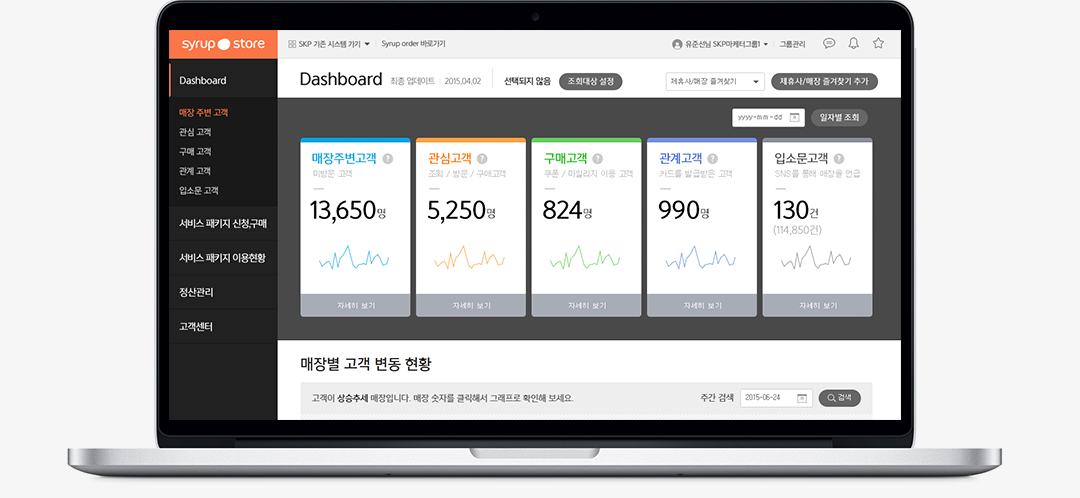 syrup store
SKP 기존 시스템 가기 Syrup order 바로가기
유준선님 SKP마케터그룹1 그룹관리
Dashboard
매장 주변 고객
관심 고객
구매 고객
관계 고객
입소문 고객
서비스 패키지 신청,구매
서비스 패키지 이용현황
정산관리
고객센터
Dashboard 최종 업데이트 2015.04.02 선택되지 않음 조회대상 설정
제휴사/매장 즐겨찾기 제휴사/매장 즐겨찾기 추가
yyyy-mm-dd 일자별 조회
매장주변고객 ?
미방문 고객
13,650명
자세히 보기
관심고객 ?
조회 / 방문 / 구매고객
5,250명
자세히 보기
구매고객 ?
쿠폰 / 마일리지 이용 고객
824명
자세히 보기
관계고객 ?
카드를 발급받은 고객
990명
자세히 보기
입소문고객 ?
SNS를 통해 매장을 언급
130건
(114,850건)
자세히 보기
매장별 고객 변동 현황
고객이 상승추세 매장입니다. 매장 숫자를 클릭해서 그래프로 확인해 보세요.
주간 검색 2015-06-24 검색